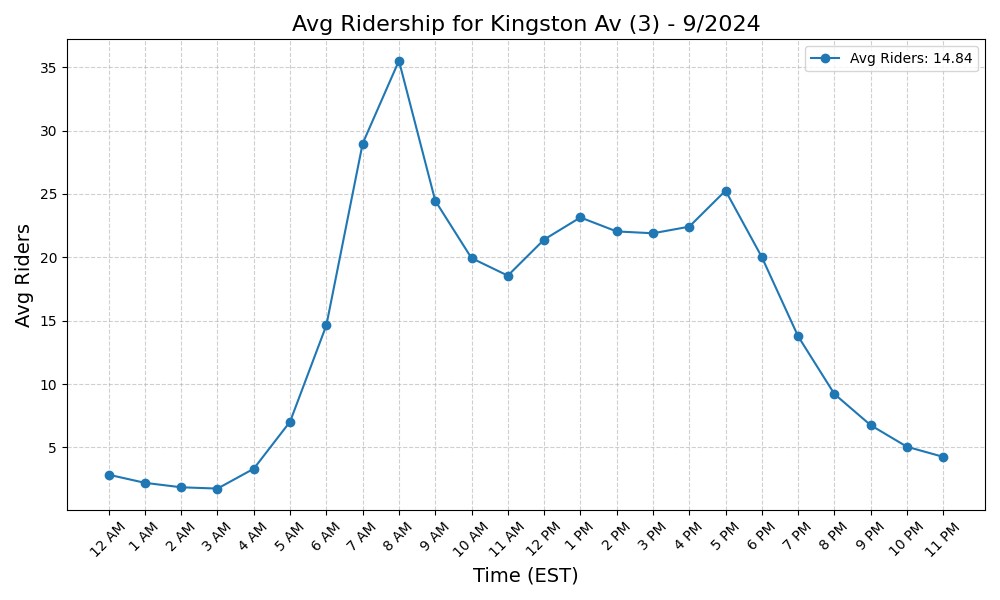 Avg Ridership for Kingston Av (3) - 9/2024
Avg Riders: 14.84
Avg Riders
35
30
25
20
15
10
5
12 AM
1 AM
2 AM
3 AM
4 AM
5 AM
6 AM
7 AM
8 AM
9 AM
10 AM
11 AM
12 PM
1 PM
2 PM
3 PM
4 PM
5 PM
6 PM
7 PM
8 PM
9 PM
10 PM
11 PM
Time (EST)